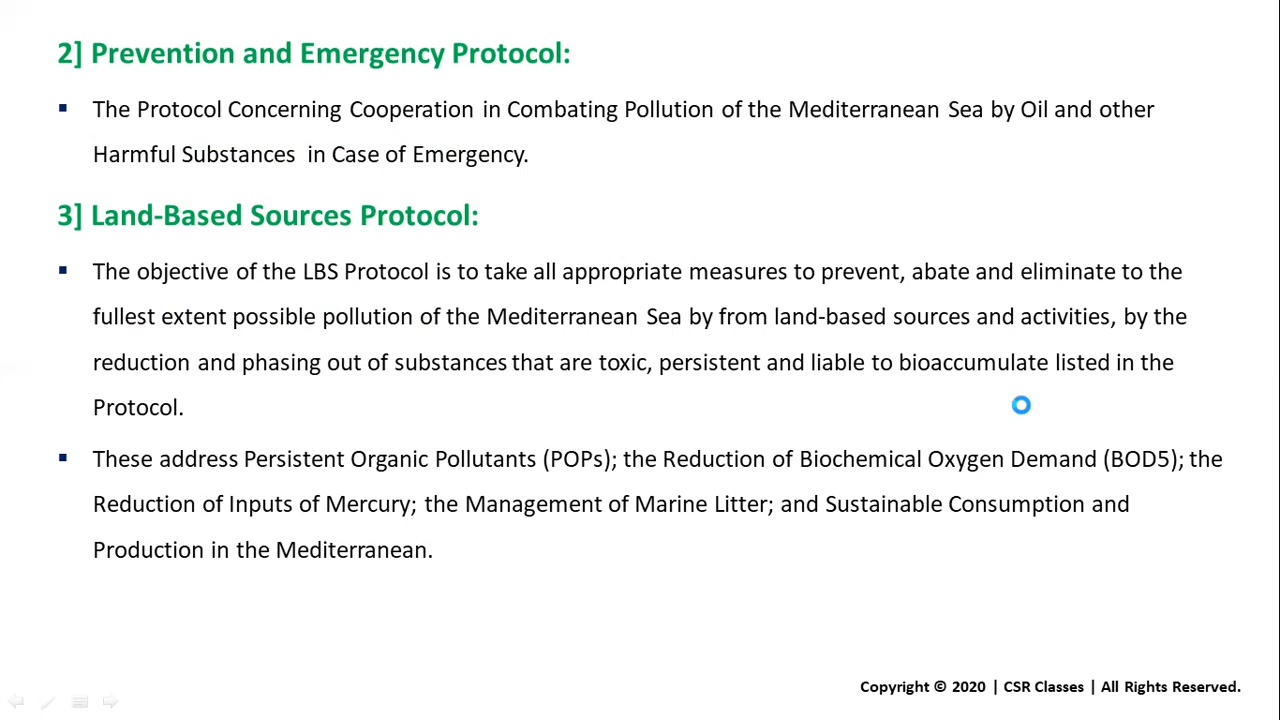 2] Prevention and Emergency Protocol:
▪ The Protocol Concerning Cooperation in Combating Pollution of the Mediterranean Sea by Oil and other
Harmful Substances in Case of Emergency.
3] Land-Based Sources Protocol:
▪ The objective of the LBS Protocol is to take all appropriate measures to prevent, abate and eliminate to the
fullest extent possible pollution of the Mediterranean Sea by from land-based sources and activities, by the
reduction and phasing out of substances that are toxic, persistent and liable to bioaccumulate listed in the
Protocol.
▪ These address Persistent Organic Pollutants (POPs); the Reduction of Biochemical Oxygen Demand (BOD5); the
Reduction of Inputs of Mercury; the Management of Marine Litter; and Sustainable Consumption and
Production in the Mediterranean.
Copyright © 2020 | CSR Classes | All Rights Reserved.